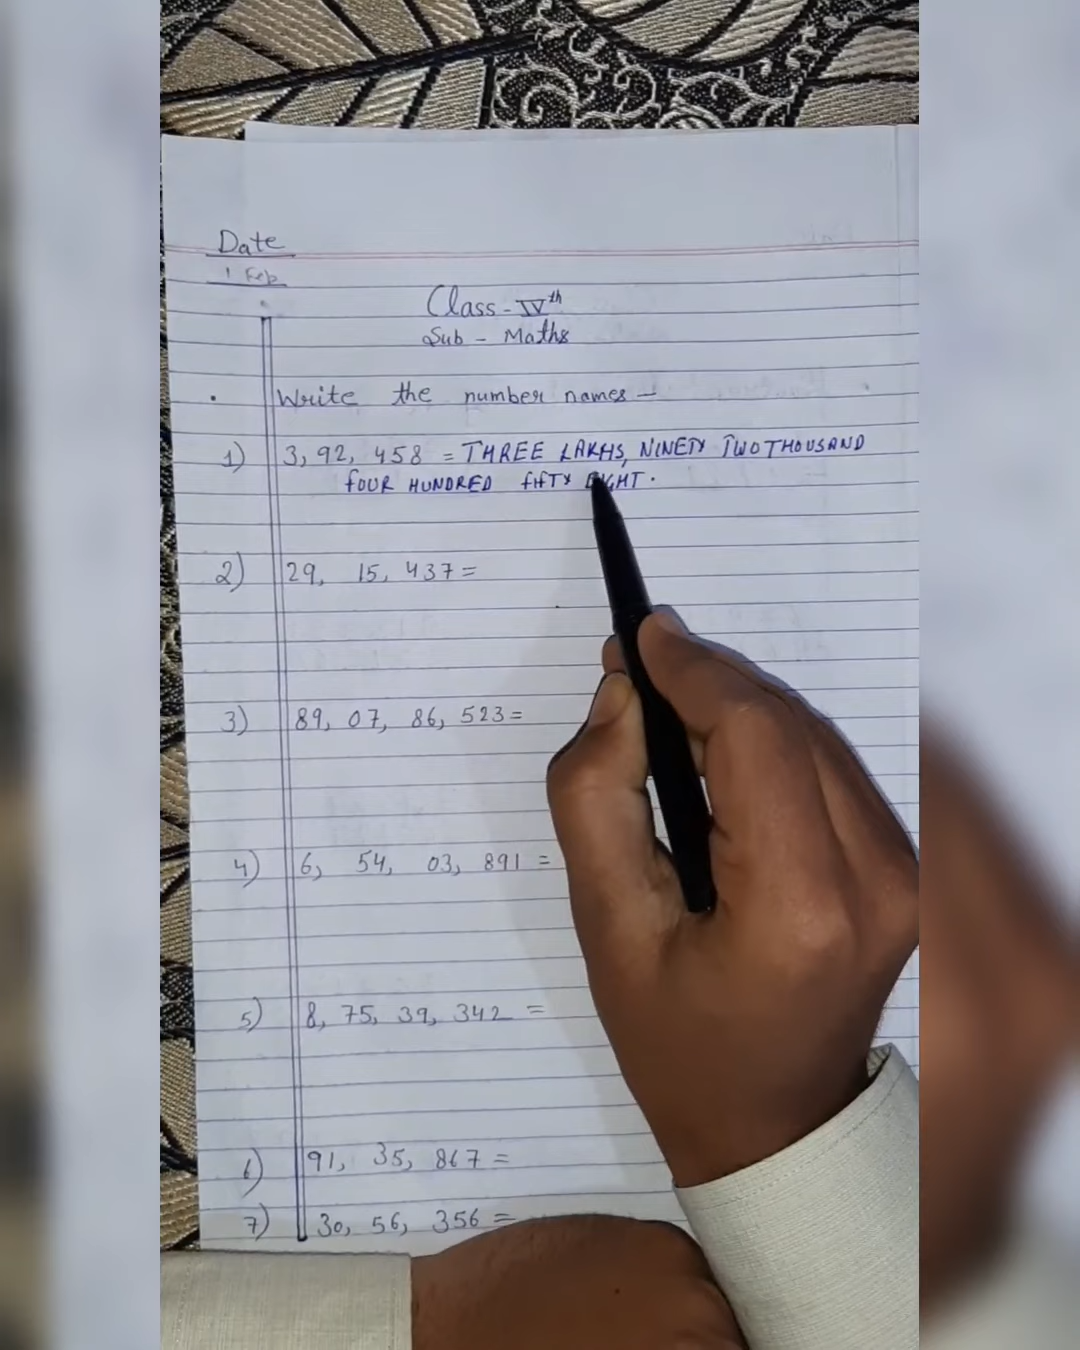 Date
1 Feb
Class - IVth
Sub - Maths
Write the number names -
1) 3, 92, 458 = THREE LAKHS, NINETY TWO THOUSAND
FOUR HUNDRED FIFTY EIGHT.
2) 29, 15, 437 =
3) 89, 07, 86, 523 =
4) 6, 54, 03, 891 =
5) 8, 75, 39, 342 =
6) 91, 35, 867 =
7) 30, 56, 356 =